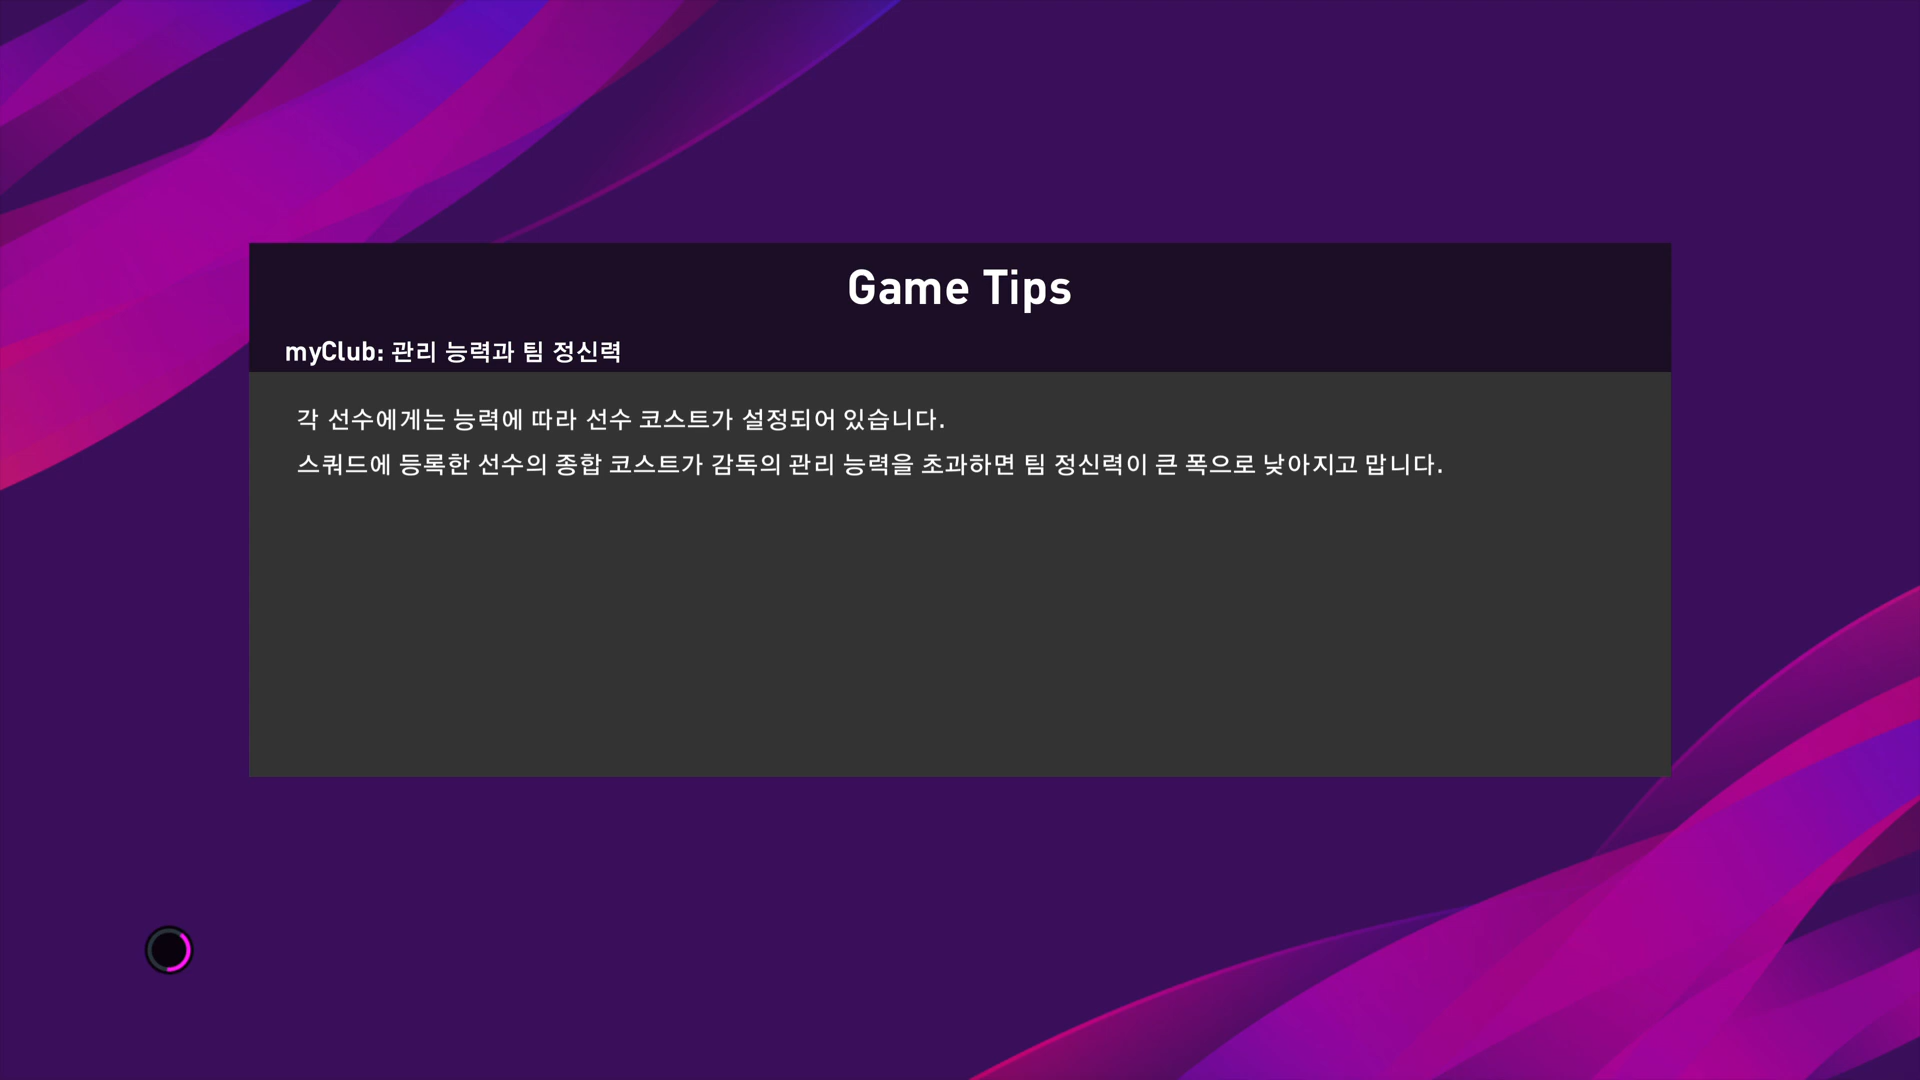 Game Tips
myClub: 관리 능력과 팀 정신력
각 선수에게는 능력에 따라 선수 코스트가 설정되어 있습니다.
스쿼드에 등록한 선수의 종합 코스트가 감독의 관리 능력을 초과하면 팀 정신력이 큰 폭으로 낮아지고 맙니다.